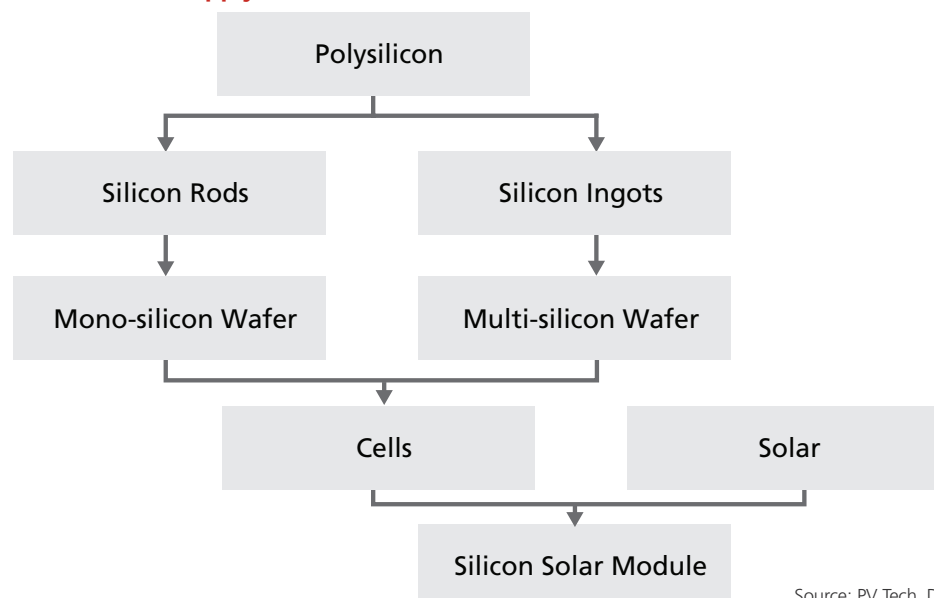 Polysilicon
Silicon Rods
Silicon Ingots
Mono-silicon Wafer
Multi-silicon Wafer
Cells
Solar
Silicon Solar Module
Source: PV Tech,